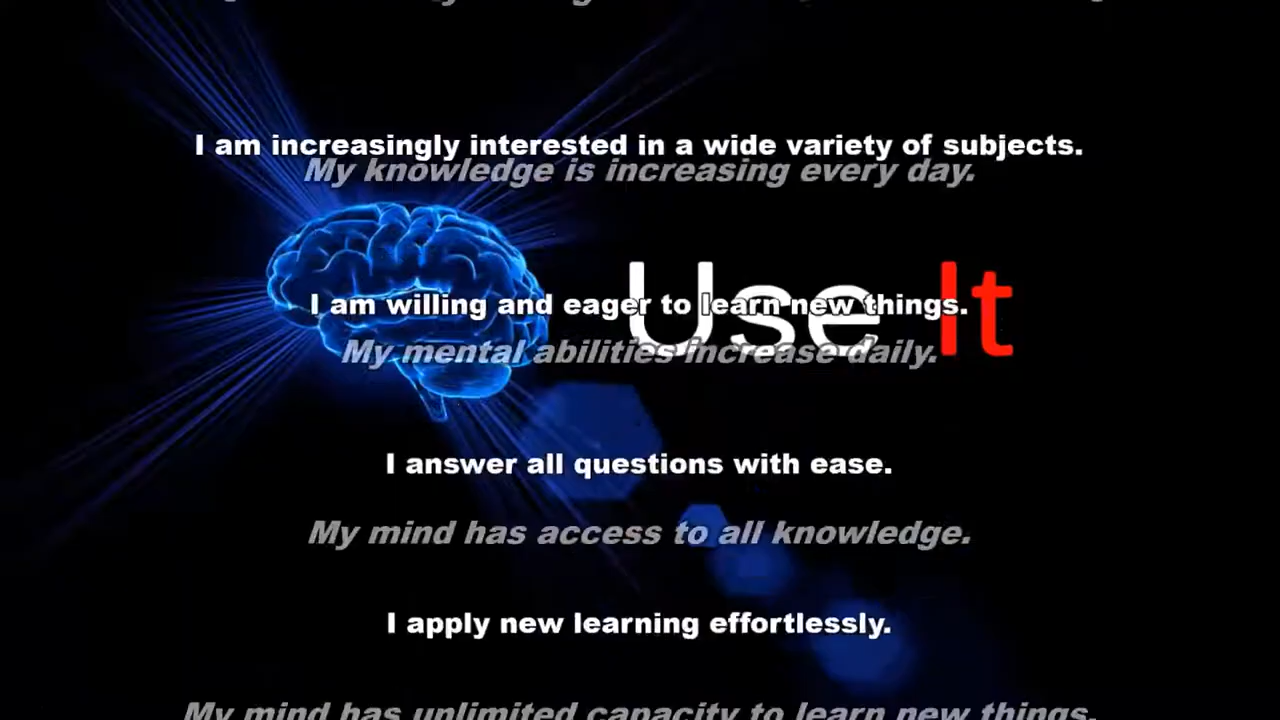 I am increasingly interested in a wide variety of subjects.
My knowledge is increasing every day.
Use It
I am willing and eager to learn new things.
My mental abilities increase daily.
I answer all questions with ease.
My mind has access to all knowledge.
I apply new learning effortlessly.
My mind has unlimited capacity to learn new things.